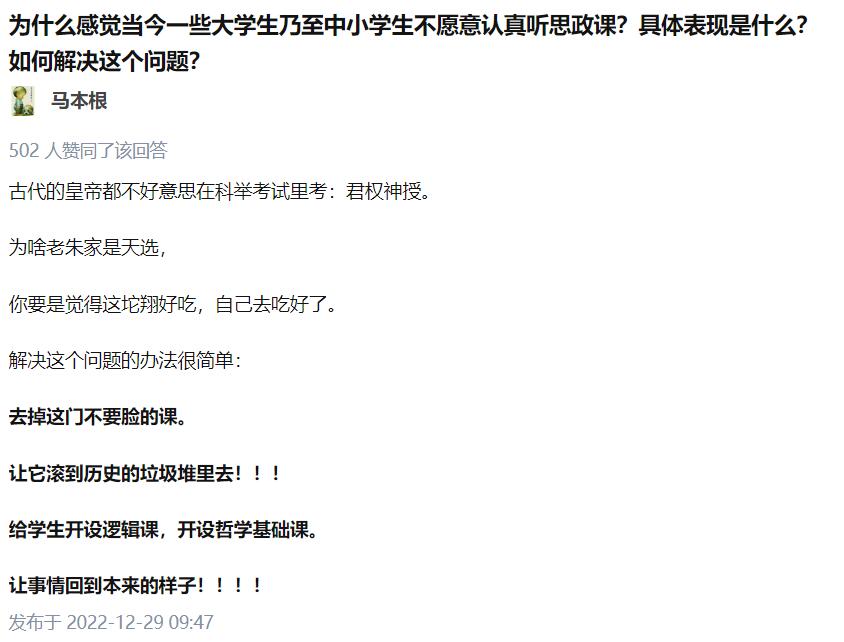 为什么感觉当今一些大学生乃至中小学生不愿意认真听思政课？具体表现是什么？
如何解决这个问题？
马本根
502 人赞同了该回答
古代的皇帝都不好意思在科举考试里考：君权神授。
为啥老朱家是天选，
你要是觉得这坨翔好吃，自己去吃好了。
解决这个问题的办法很简单：
去掉这门不要脸的课。
让它滚到历史的垃圾堆里去！！！
给学生开设逻辑课，开设哲学基础课。
让事情回到本来的样子！！！！
发布于 2022-12-29 09:47